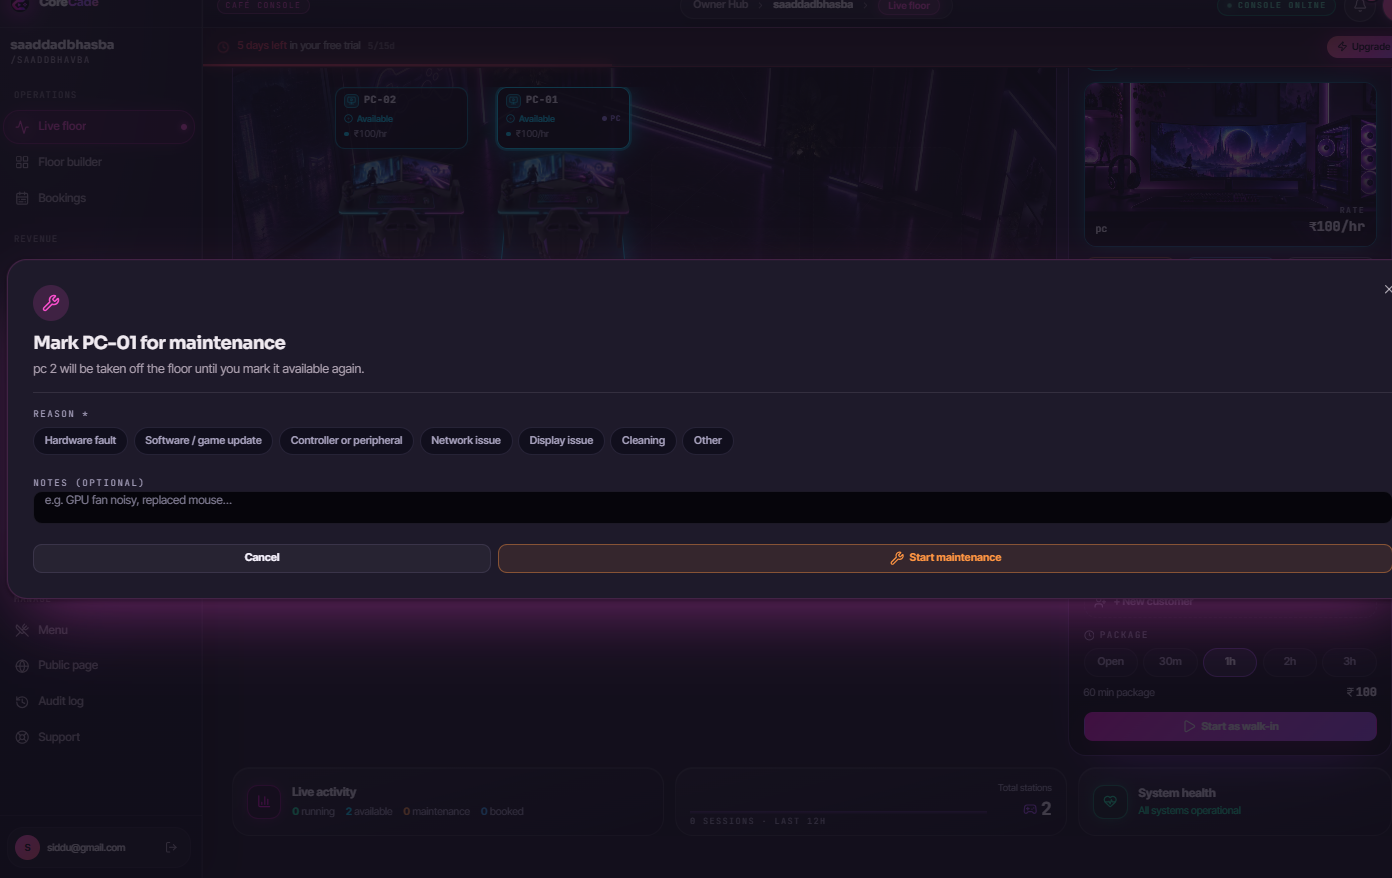 CoreCade
CAFÉ CONSOLE
Owner Hub > saaddadbhasba > Live floor
CONSOLE ONLINE
saaddadbhasba
/SAADDBHAVBA
5 days left in your free trial 5/15d
Upgrade
OPERATIONS
Live floor
Floor builder
Bookings
REVENUE
PC-02
Available
₹100/hr
PC-01
Available
PC
₹100/hr
RATE
pc
₹100/hr
Mark PC-01 for maintenance
pc 2 will be taken off the floor until you mark it available again.
REASON *
Hardware fault
Software / game update
Controller or peripheral
Network issue
Display issue
Cleaning
Other
NOTES (OPTIONAL)
e.g. GPU fan noisy, replaced mouse...
Cancel
Start maintenance
+ New customer
Menu
Public page
Audit log
Support
PACKAGE
Open
30m
1h
2h
3h
60 min package
₹100
Start as walk-in
Live activity
0 running 2 available 0 maintenance 0 booked
Total stations
2
0 SESSIONS · LAST 12H
System health
All systems operational
S
siddu@gmail.com